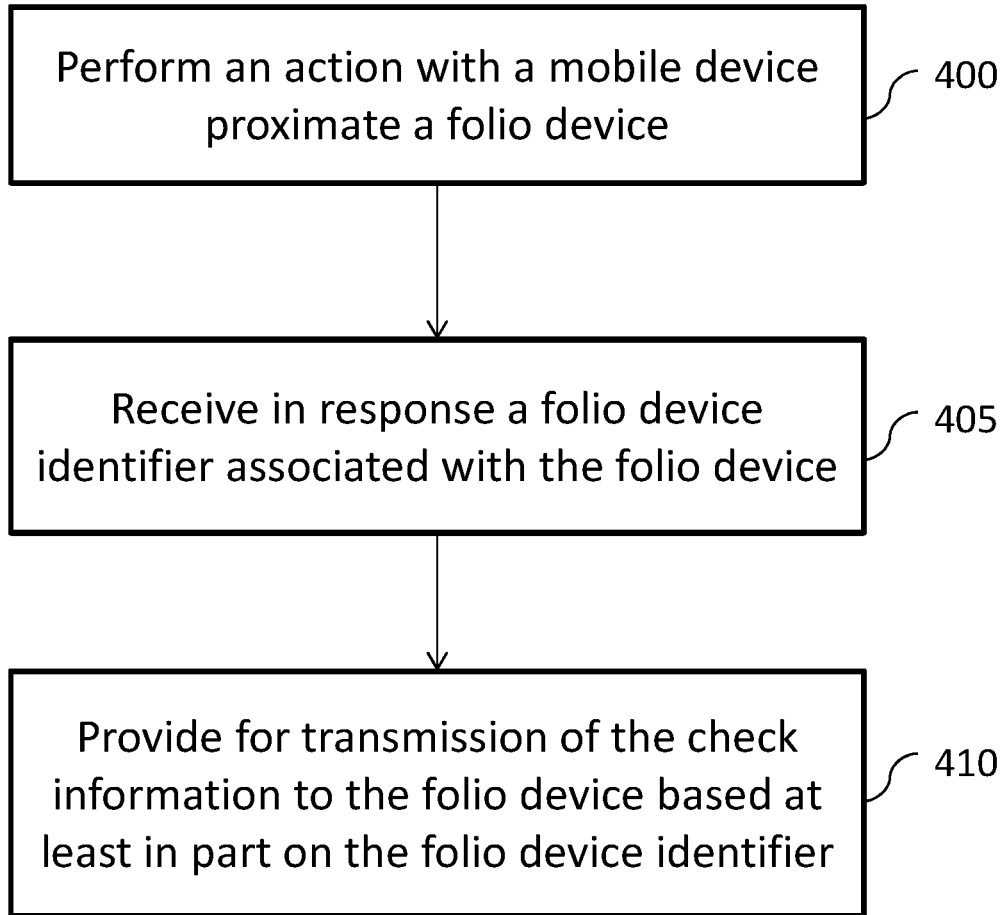 Perform an action with a mobile device
proximate a folio device
400
Receive in response a folio device
identifier associated with the folio device
405
Provide for transmission of the check
information to the folio device based at
least in part on the folio device identifier
410